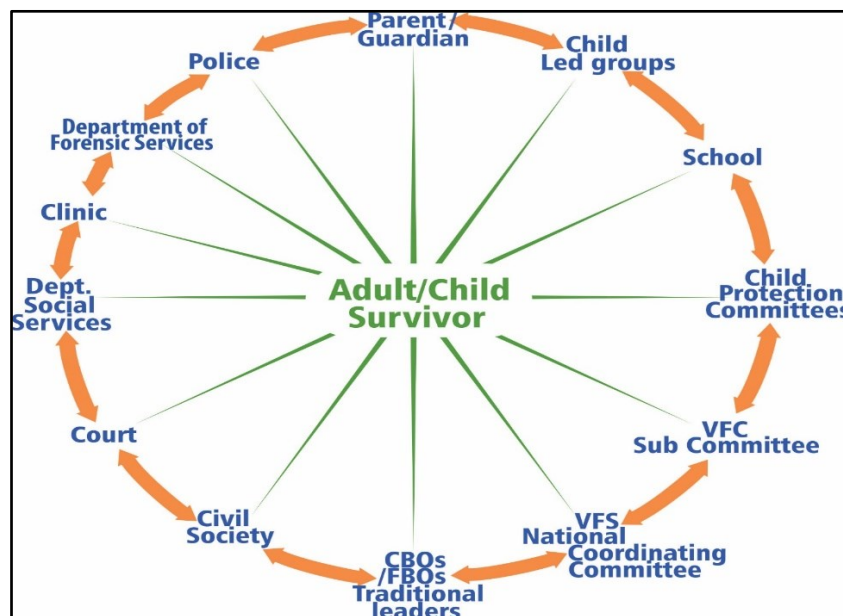 Parent/
Guardian
Child
Led groups
School
Child
Protection
Committees
VFC
Sub Committee
VFS
National
Coordinating
Committee
CBOs
/FBOs
Traditional
leaders
Civil
Society
Court
Dept.
Social
Services
Clinic
Department of
Forensic Services
Police
Adult/Child
Survivor